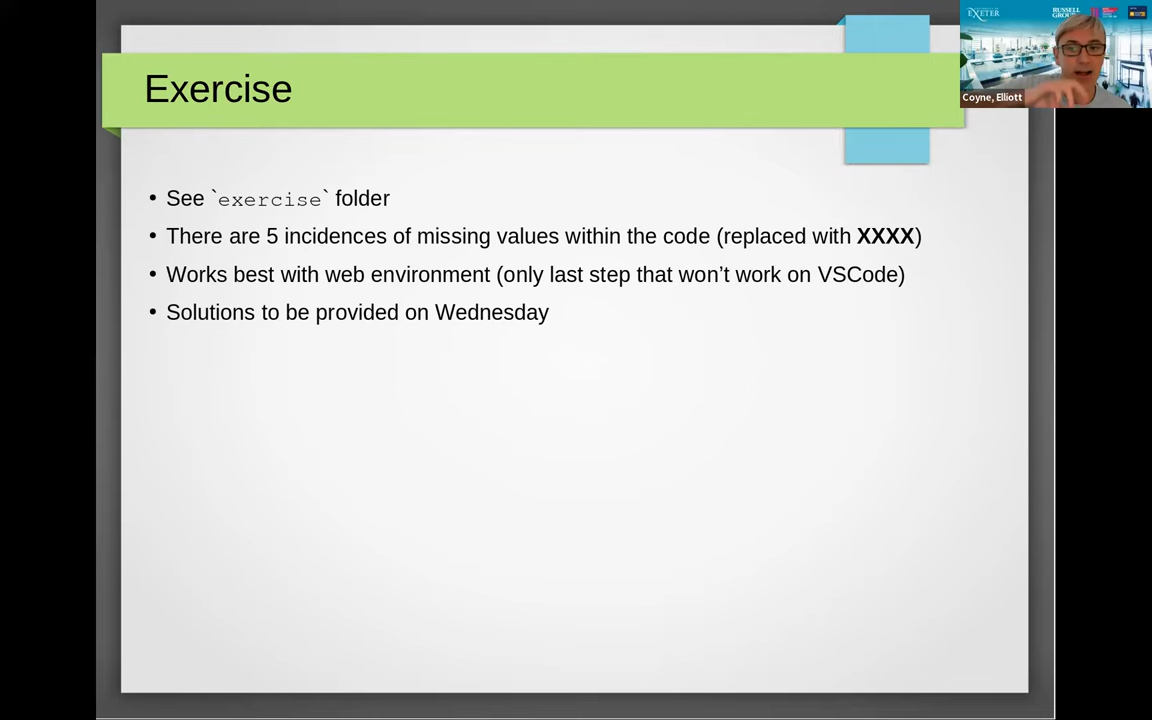 EXETER
RUSSELL
GROUP
Coyne, Elliott
Exercise
• See `exercise` folder
• There are 5 incidences of missing values within the code (replaced with XXXX)
• Works best with web environment (only last step that won’t work on VSCode)
• Solutions to be provided on Wednesday